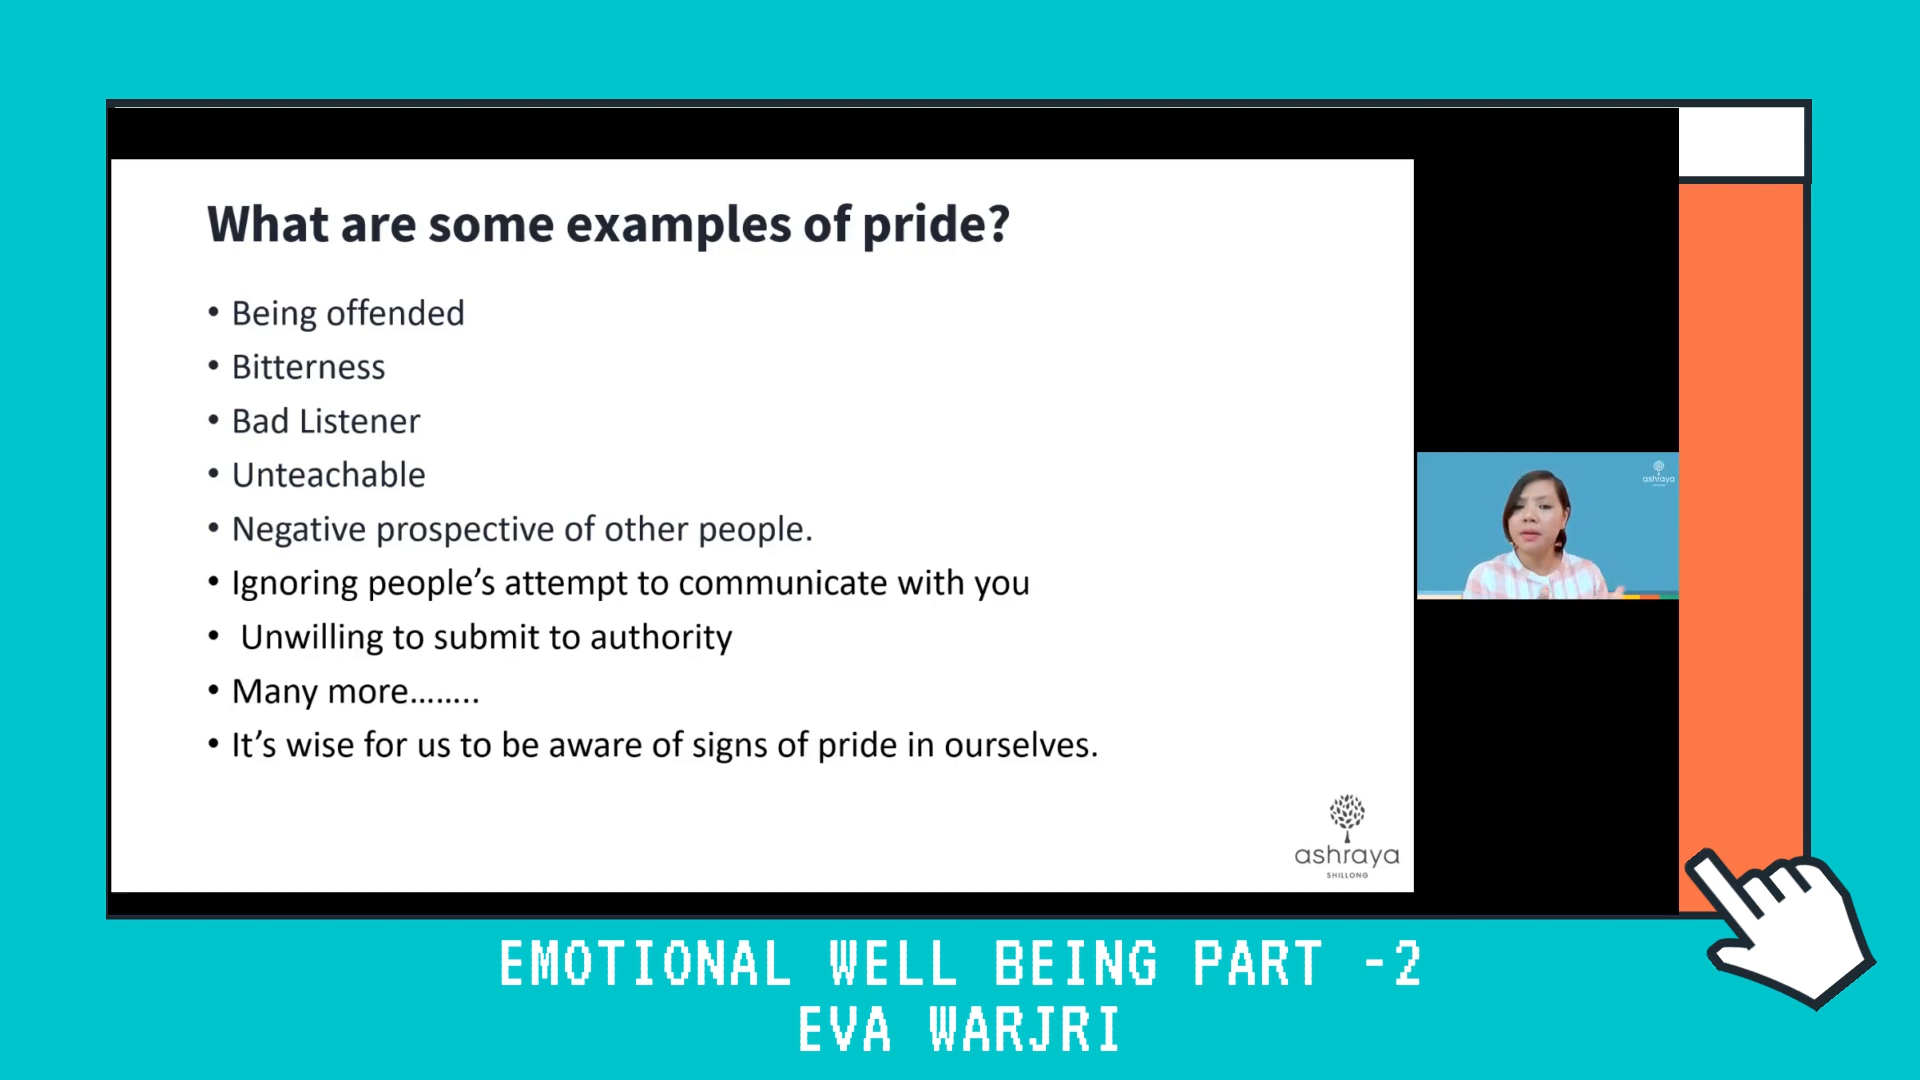 What are some examples of pride?
• Being offended
• Bitterness
• Bad Listener
• Unteachable
• Negative prospective of other people.
• Ignoring people’s attempt to communicate with you
• Unwilling to submit to authority
• Many more........
• It’s wise for us to be aware of signs of pride in ourselves.
ashraya
SHILLONG
ashraya
EMOTIONAL WELL BEING PART -2
EVA WARJRI